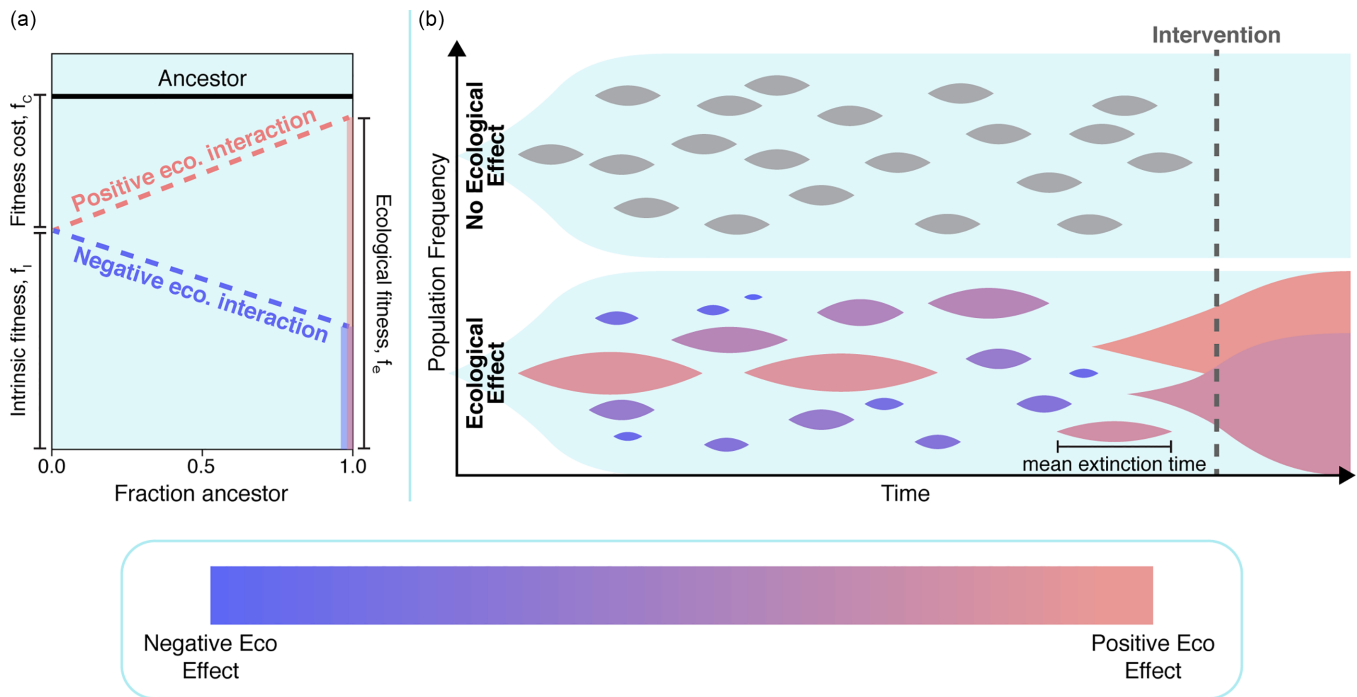 (a)
Ancestor
Positive eco. interaction
Negative eco. interaction
Fitness cost, f_C
Intrinsic fitness, f_I
Ecological fitness, f_e
0.0
0.5
1.0
Fraction ancestor
(b)
Intervention
Population Frequency
No Ecological
Effect
Ecological
Effect
mean extinction time
Time
Negative Eco
Effect
Positive Eco
Effect